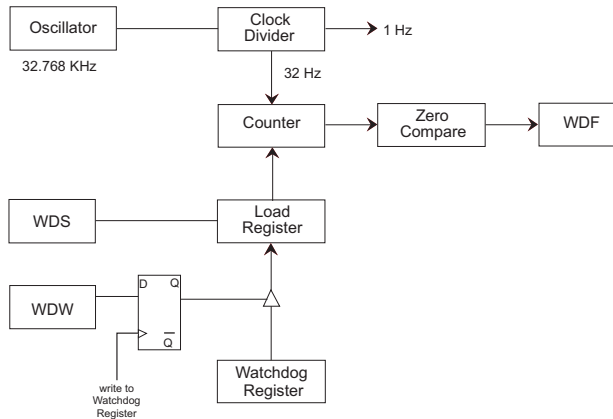 Oscillator
Clock
Divider
1 Hz
32.768 KHz
32 Hz
Counter
Zero
Compare
WDF
WDS
Load
Register
D Q
WDW
Q
Watchdog
Register
write to
Watchdog
Register